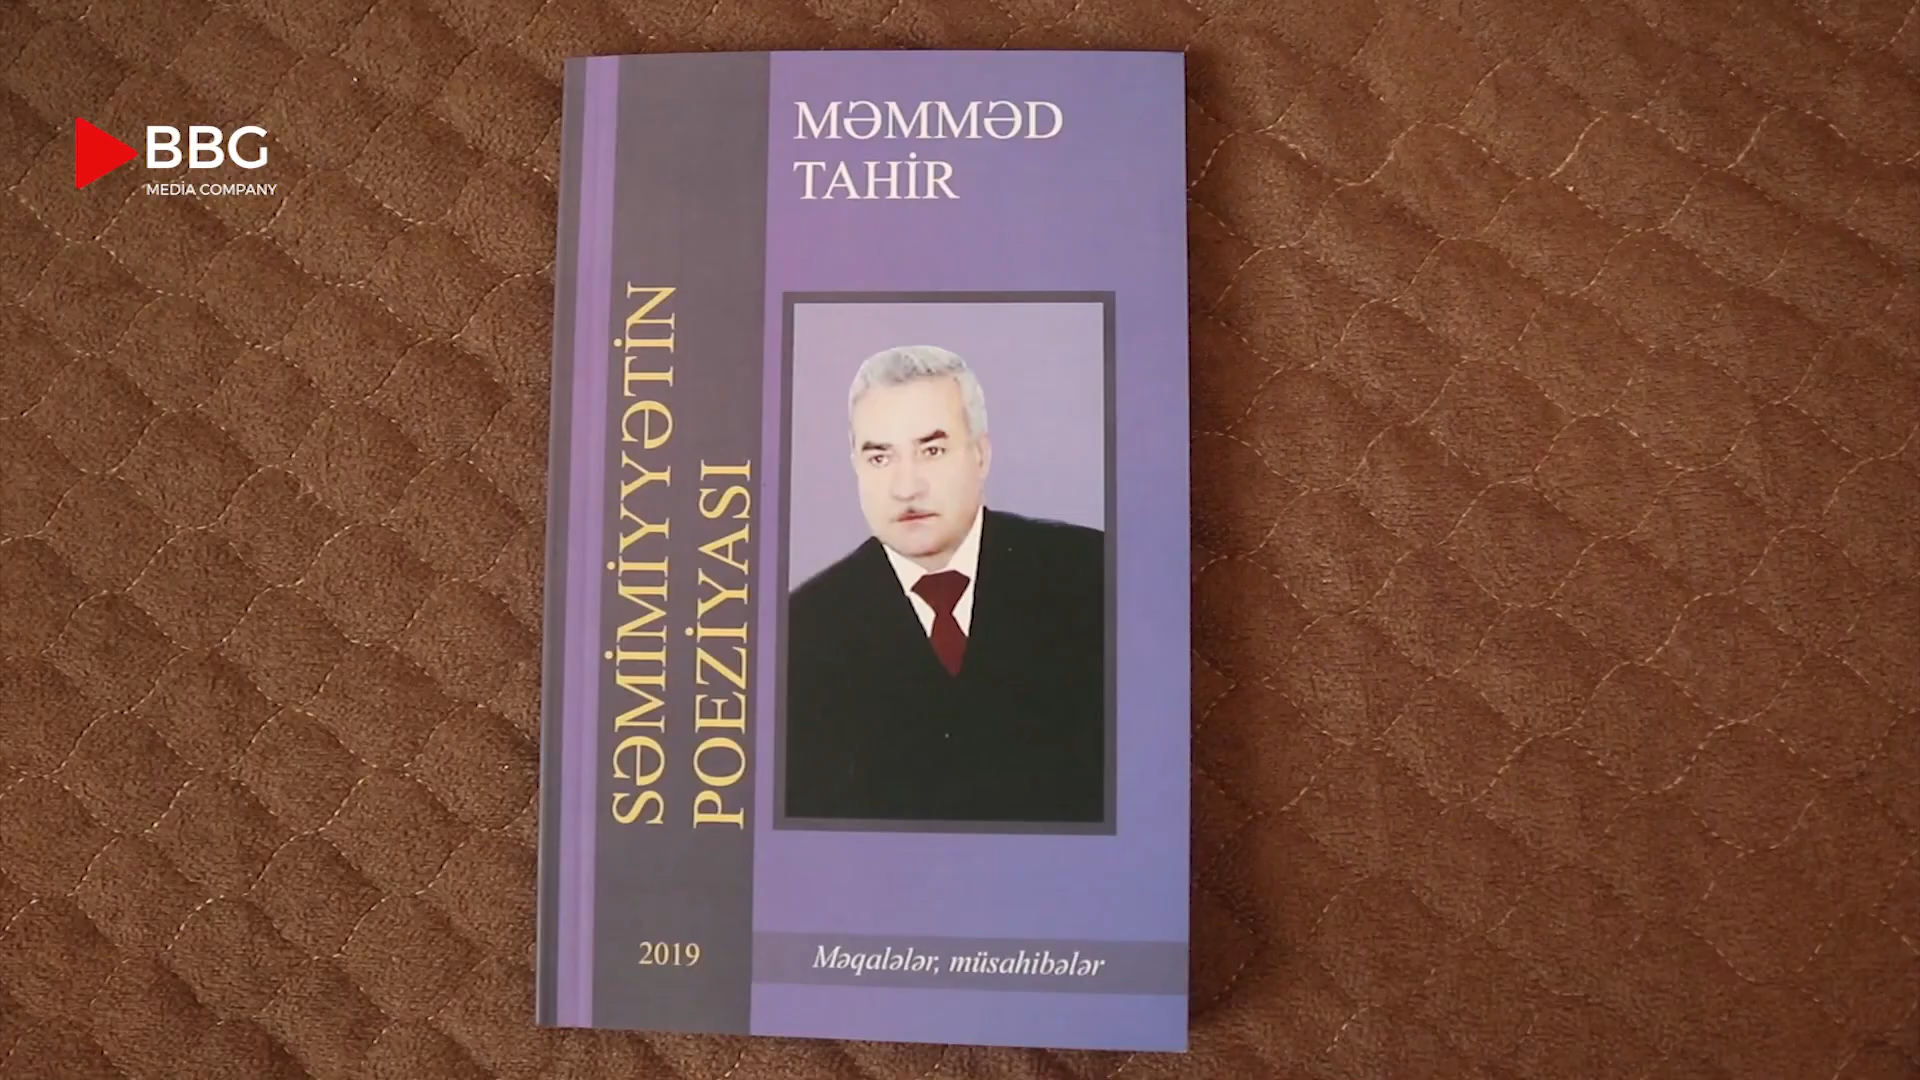 BBG
MEDİA COMPANY
MƏMMƏD
TAHİR
SƏMİMİYYƏTİN
POEZİYASI
2019
Məqalələr, müsahibələr